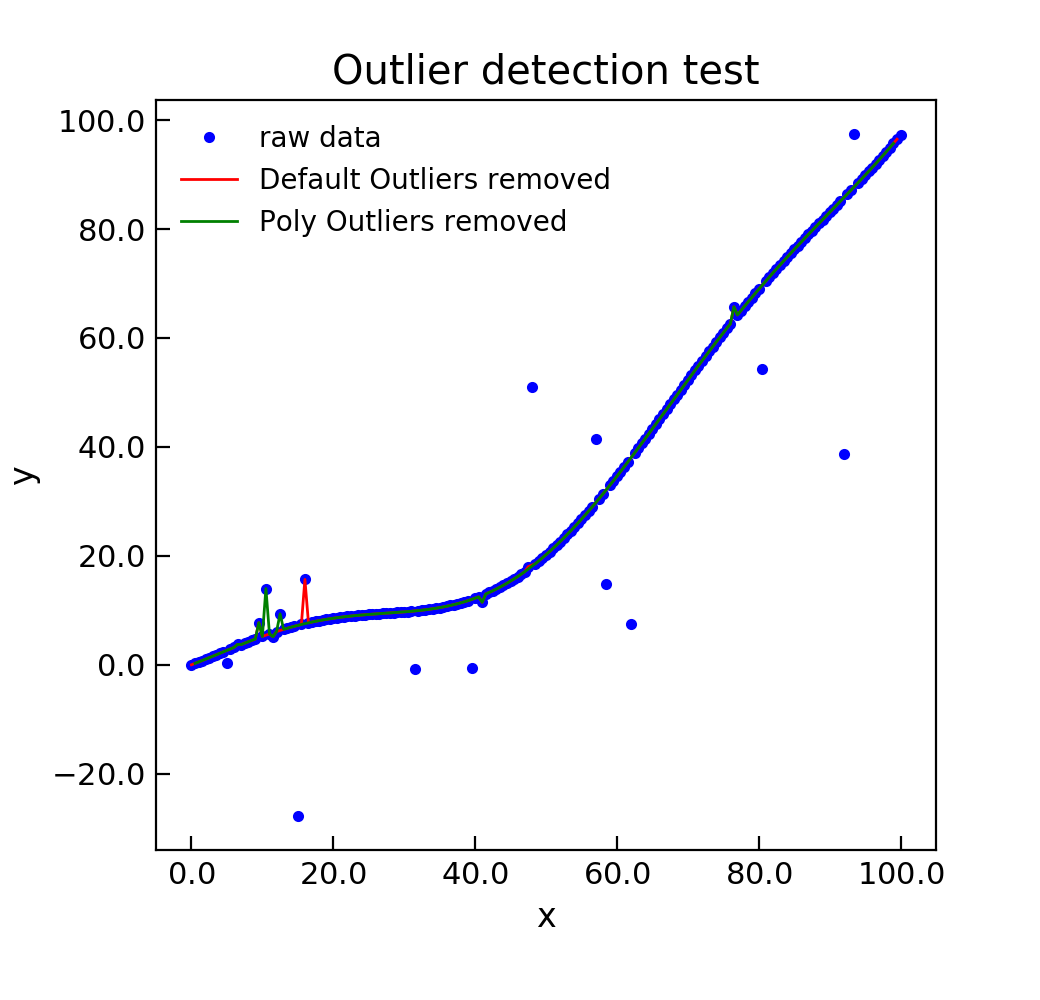 Outlier detection test
100.0
80.0
60.0
40.0
20.0
0.0
−20.0
raw data
Default Outliers removed
Poly Outliers removed
y
0.0 20.0 40.0 60.0 80.0 100.0
x